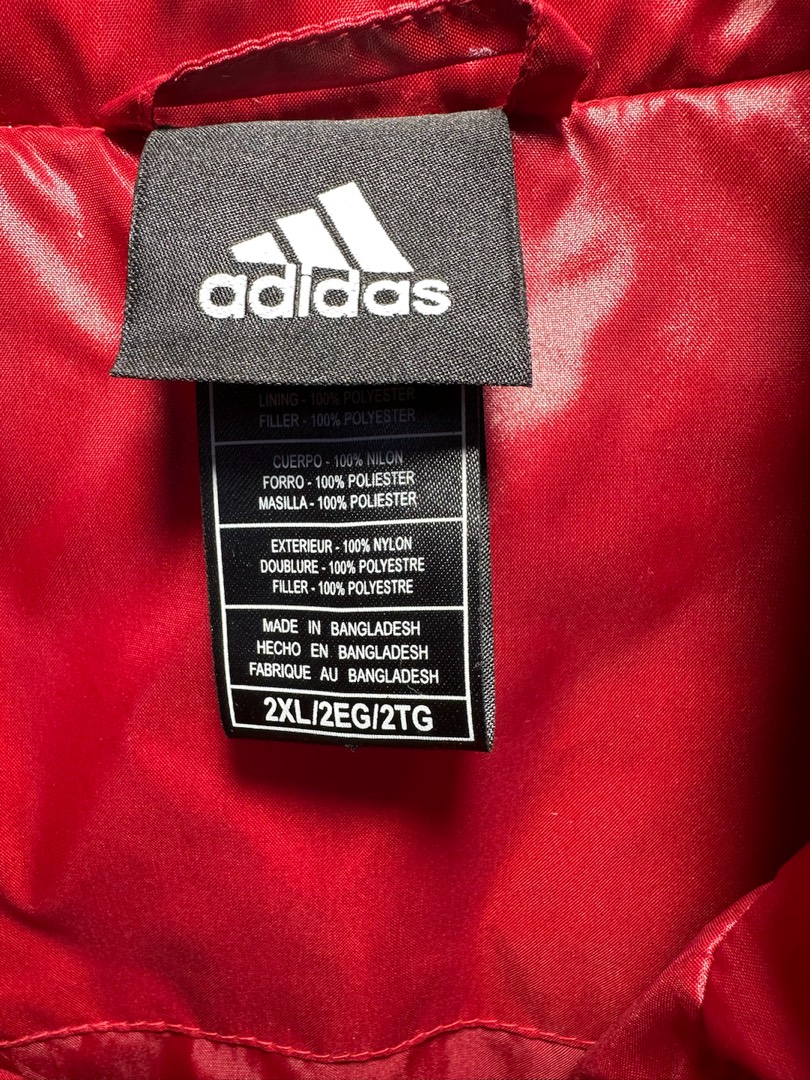 adidas
LINING - 100% POLYESTER
FILLER - 100% POLYESTER
CUERPO - 100% NILON
FORRO - 100% POLIESTER
MASILLA - 100% POLIESTER
EXTERIEUR - 100% NYLON
DOUBLURE - 100% POLYESTRE
FILLER - 100% POLYESTRE
MADE IN BANGLADESH
HECHO EN BANGLADESH
FABRIQUE AU BANGLADESH
2XL/2EG/2TG